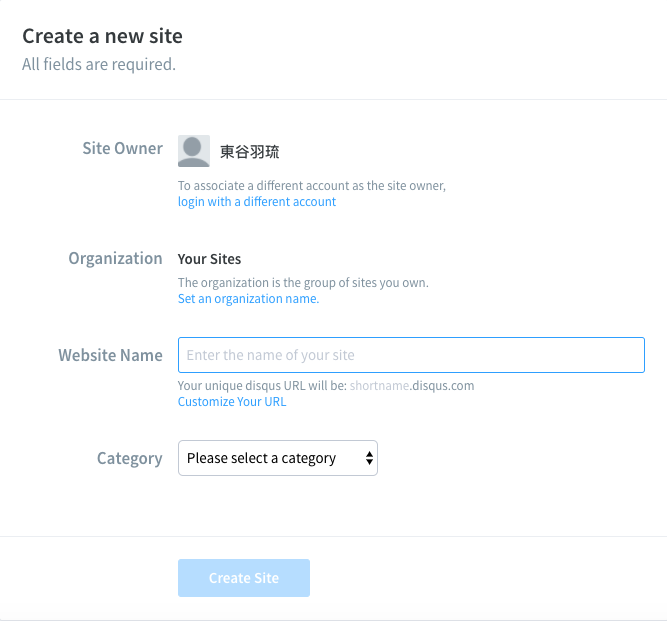 Create a new site
All fields are required.
Site Owner
東谷羽琉
To associate a different account as the site owner,
login with a different account
Organization
Your Sites
The organization is the group of sites you own.
Set an organization name.
Website Name
Enter the name of your site
Your unique disqus URL will be: shortname.disqus.com
Customize Your URL
Category
Please select a category
Create Site